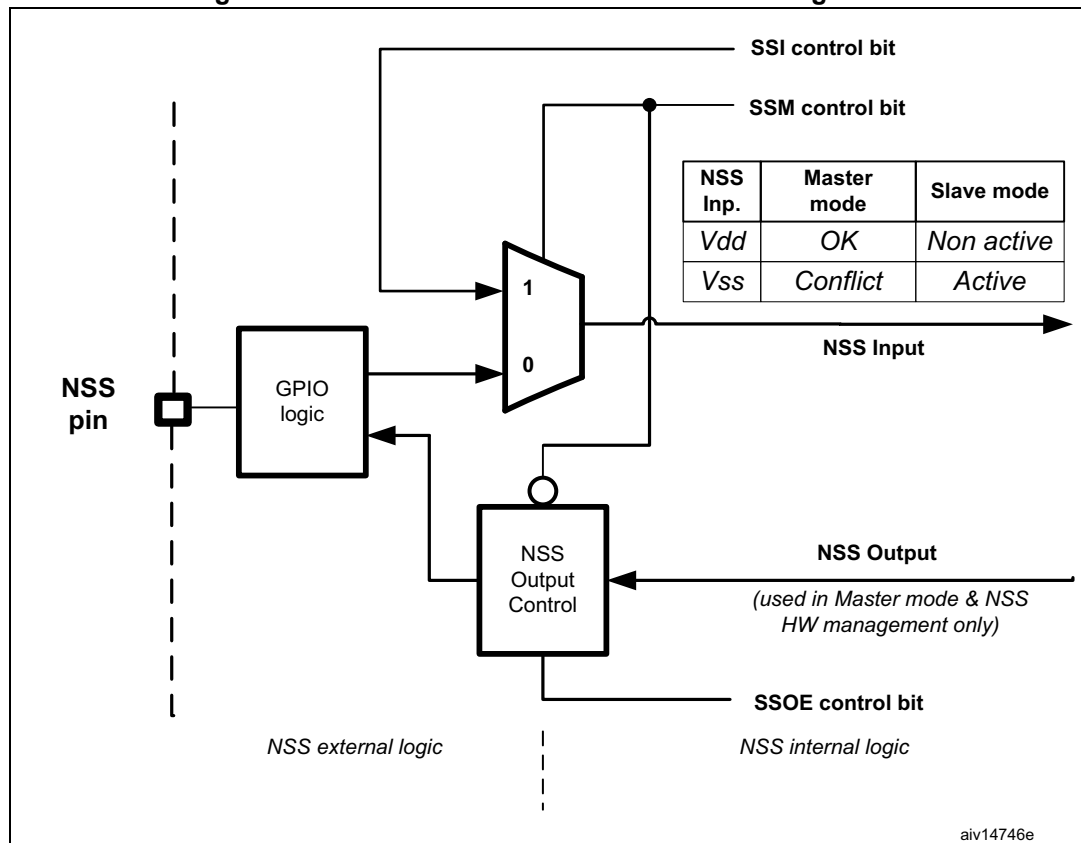 SSI control bit
SSM control bit
NSS
Inp.
Master
mode
Slave mode
Vdd
OK
Non active
Vss
Conflict
Active
1
0
NSS Input
NSS
pin
GPIO
logic
NSS
Output
Control
NSS Output
(used in Master mode & NSS
HW management only)
SSOE control bit
NSS external logic
NSS internal logic
aiv14746e